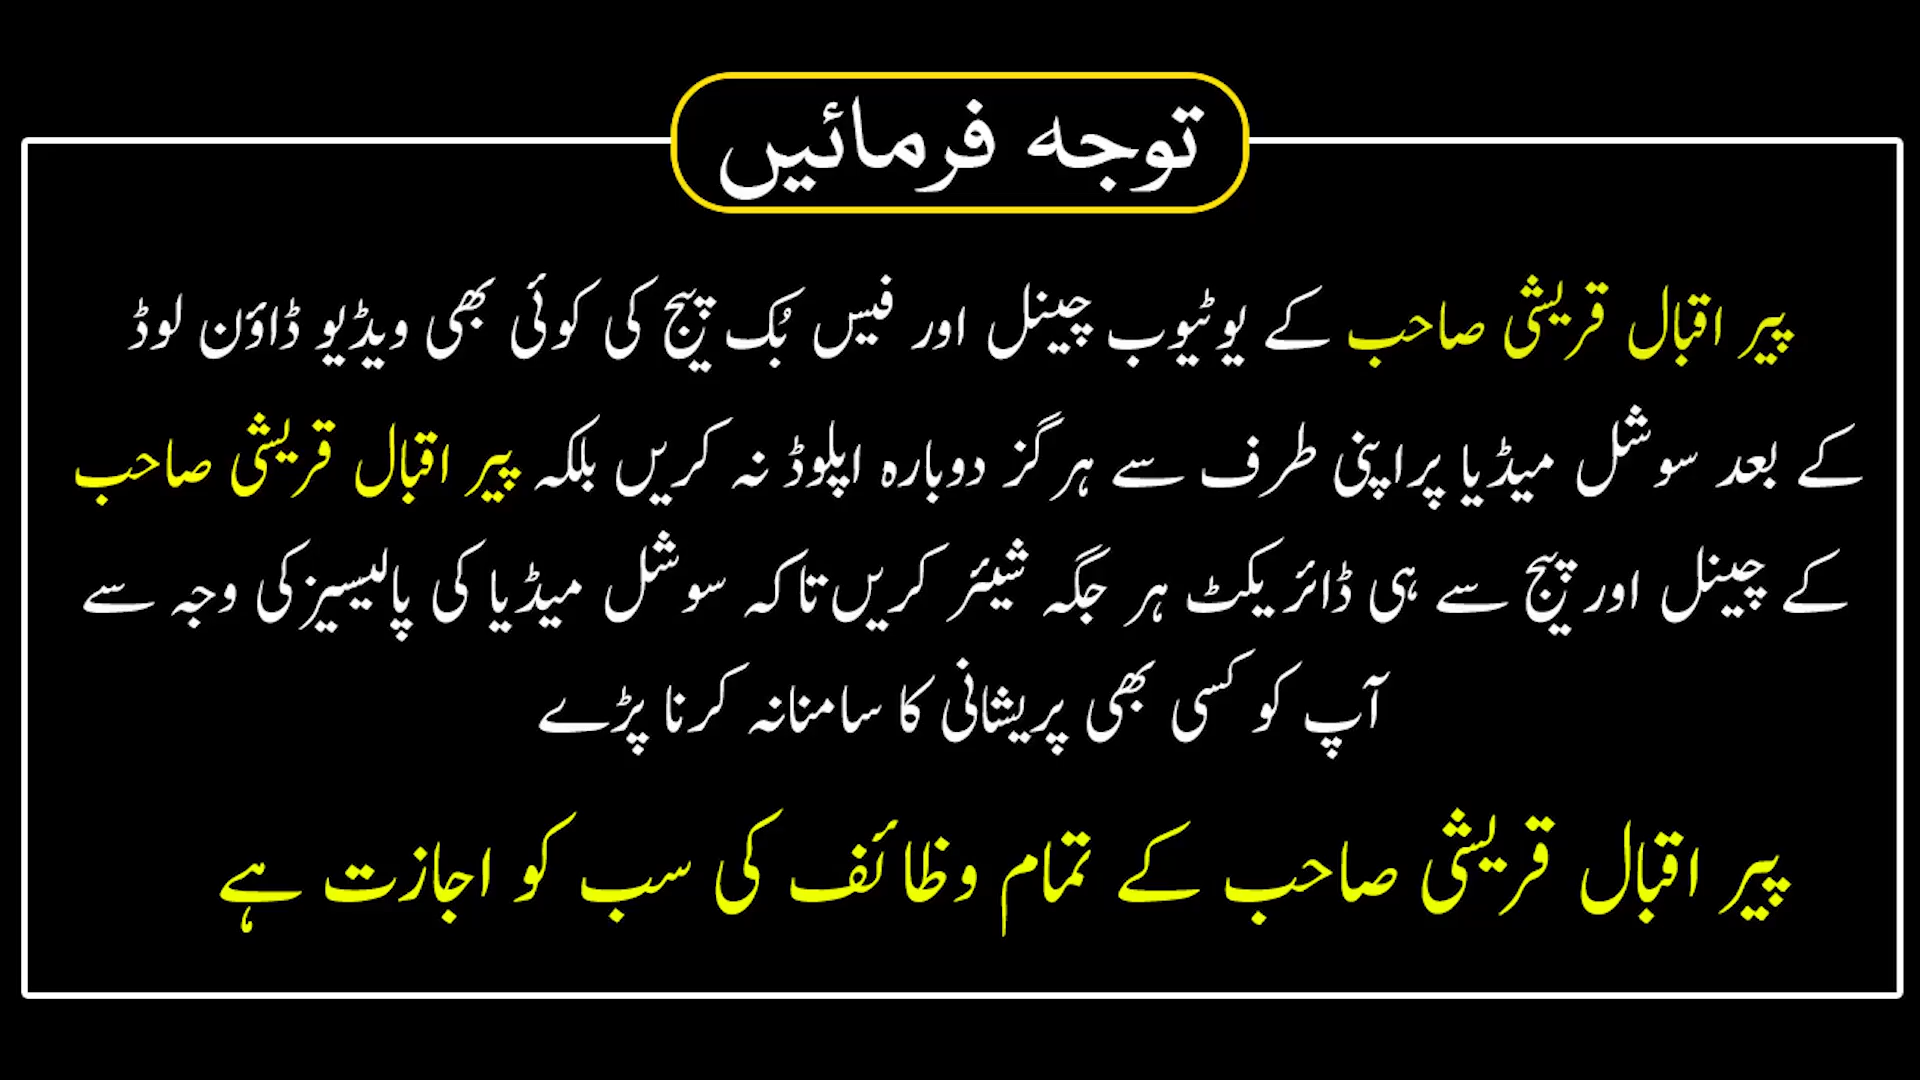 توجہ فرمائیں
پیر اقبال قریشی صاحب کے یوٹیوب چینل اور فیس بُک پیج کی کوئی بھی ویڈیو ڈاؤن لوڈ
کے بعد سوشل میڈیا پر اپنی طرف سے ہرگز دوبارہ اپلوڈ نہ کریں بلکہ پیر اقبال قریشی صاحب
کے چینل اور پیج سے ہی ڈائریکٹ ہر جگہ شیئر کریں تاکہ سوشل میڈیا کی پالیسیز کی وجہ سے
آپ کو کسی بھی پریشانی کا سامنا نہ کرنا پڑے
پیر اقبال قریشی صاحب کے تمام وظائف کی سب کو اجازت ہے